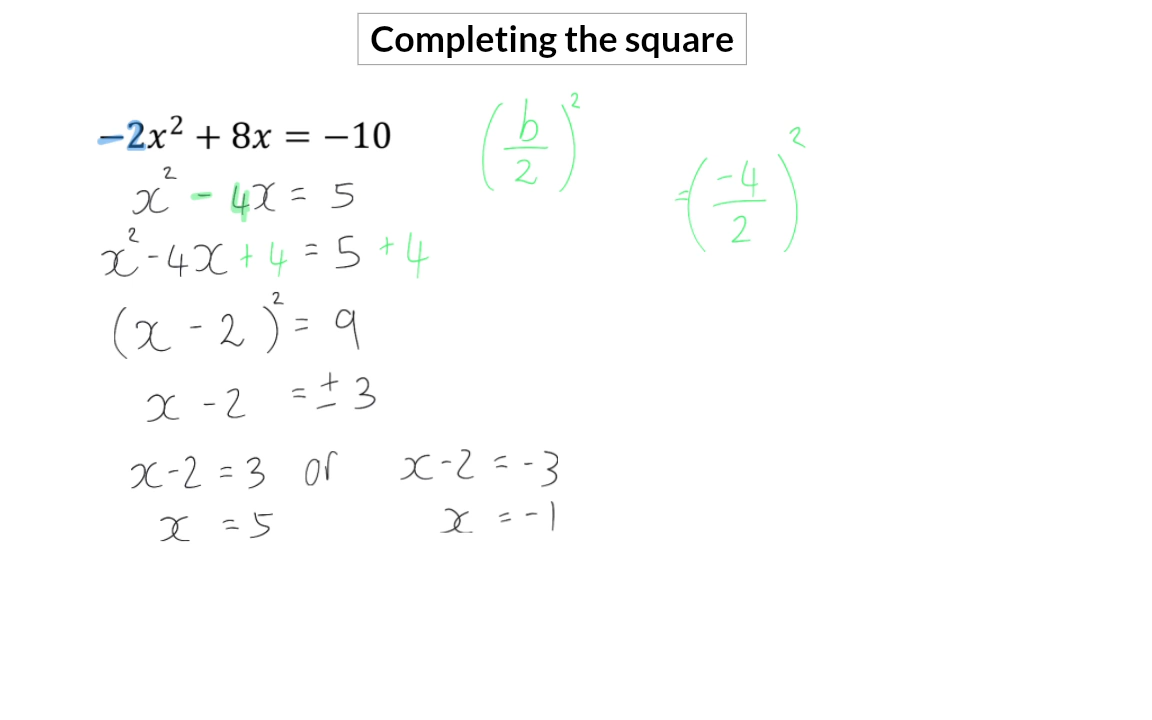 Completing the square
−2x² + 8x = −10
(b/2)²
= (-4/2)²
x² - 4x = 5
x² - 4x + 4 = 5 + 4
(x - 2)² = 9
x - 2 = ± 3
x - 2 = 3 or x - 2 = -3
x = 5 x = -1